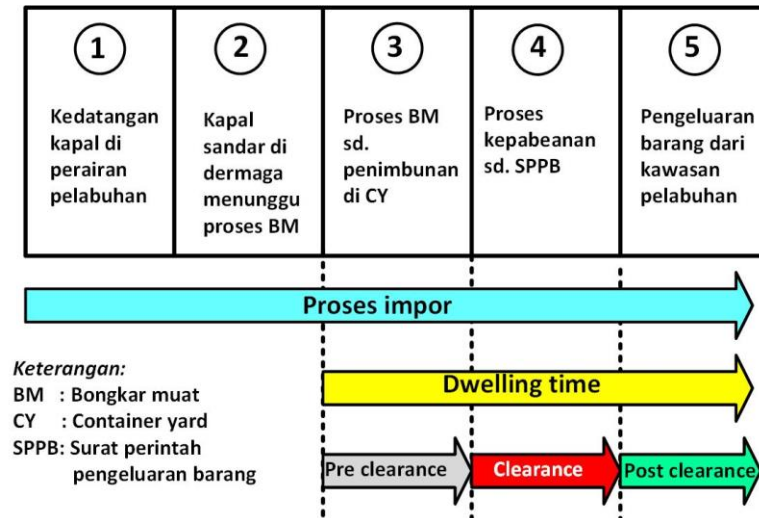 1
Kedatangan
kapal di
perairan
pelabuhan
2
Kapal
sandar di
dermaga
menunggu
proses BM
3
Proses BM
sd.
penimbunan
di CY
4
Proses
kepabeanan
sd. SPPB
5
Pengeluaran
barang dari
kawasan
pelabuhan
Proses impor
Dwelling time
Pre clearance
Clearance
Post clearance
Keterangan:
BM : Bongkar muat
CY : Container yard
SPPB: Surat perintah
pengeluaran barang